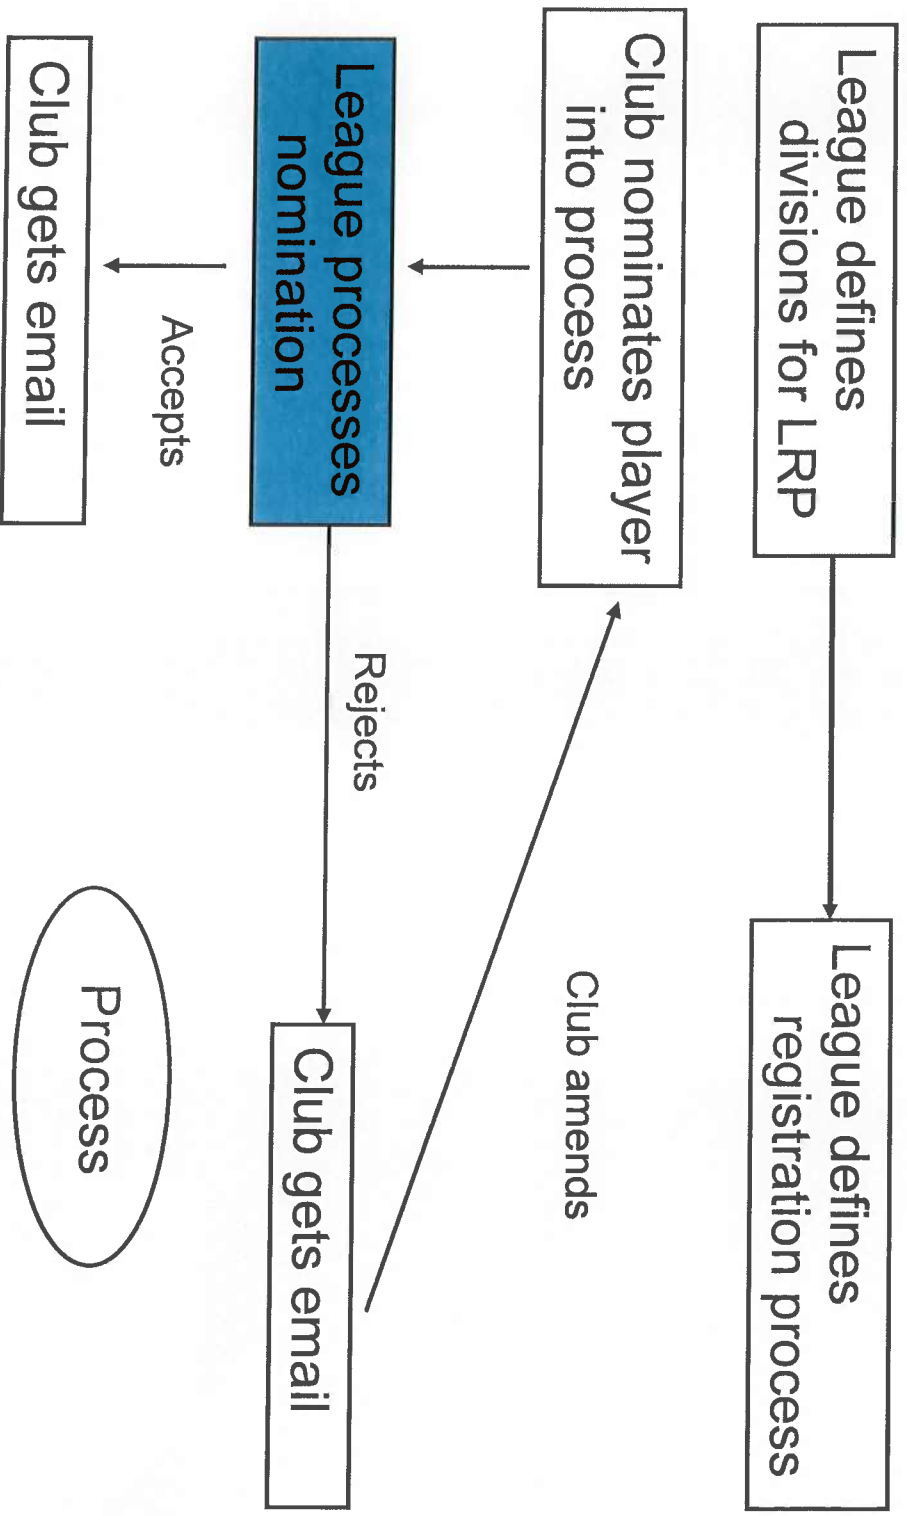 League defines
divisions for LRP
League defines
registration process
Club nominates player
into process
Club amends
League processes
nomination
Rejects
Club gets email
Accepts
Club gets email
Process